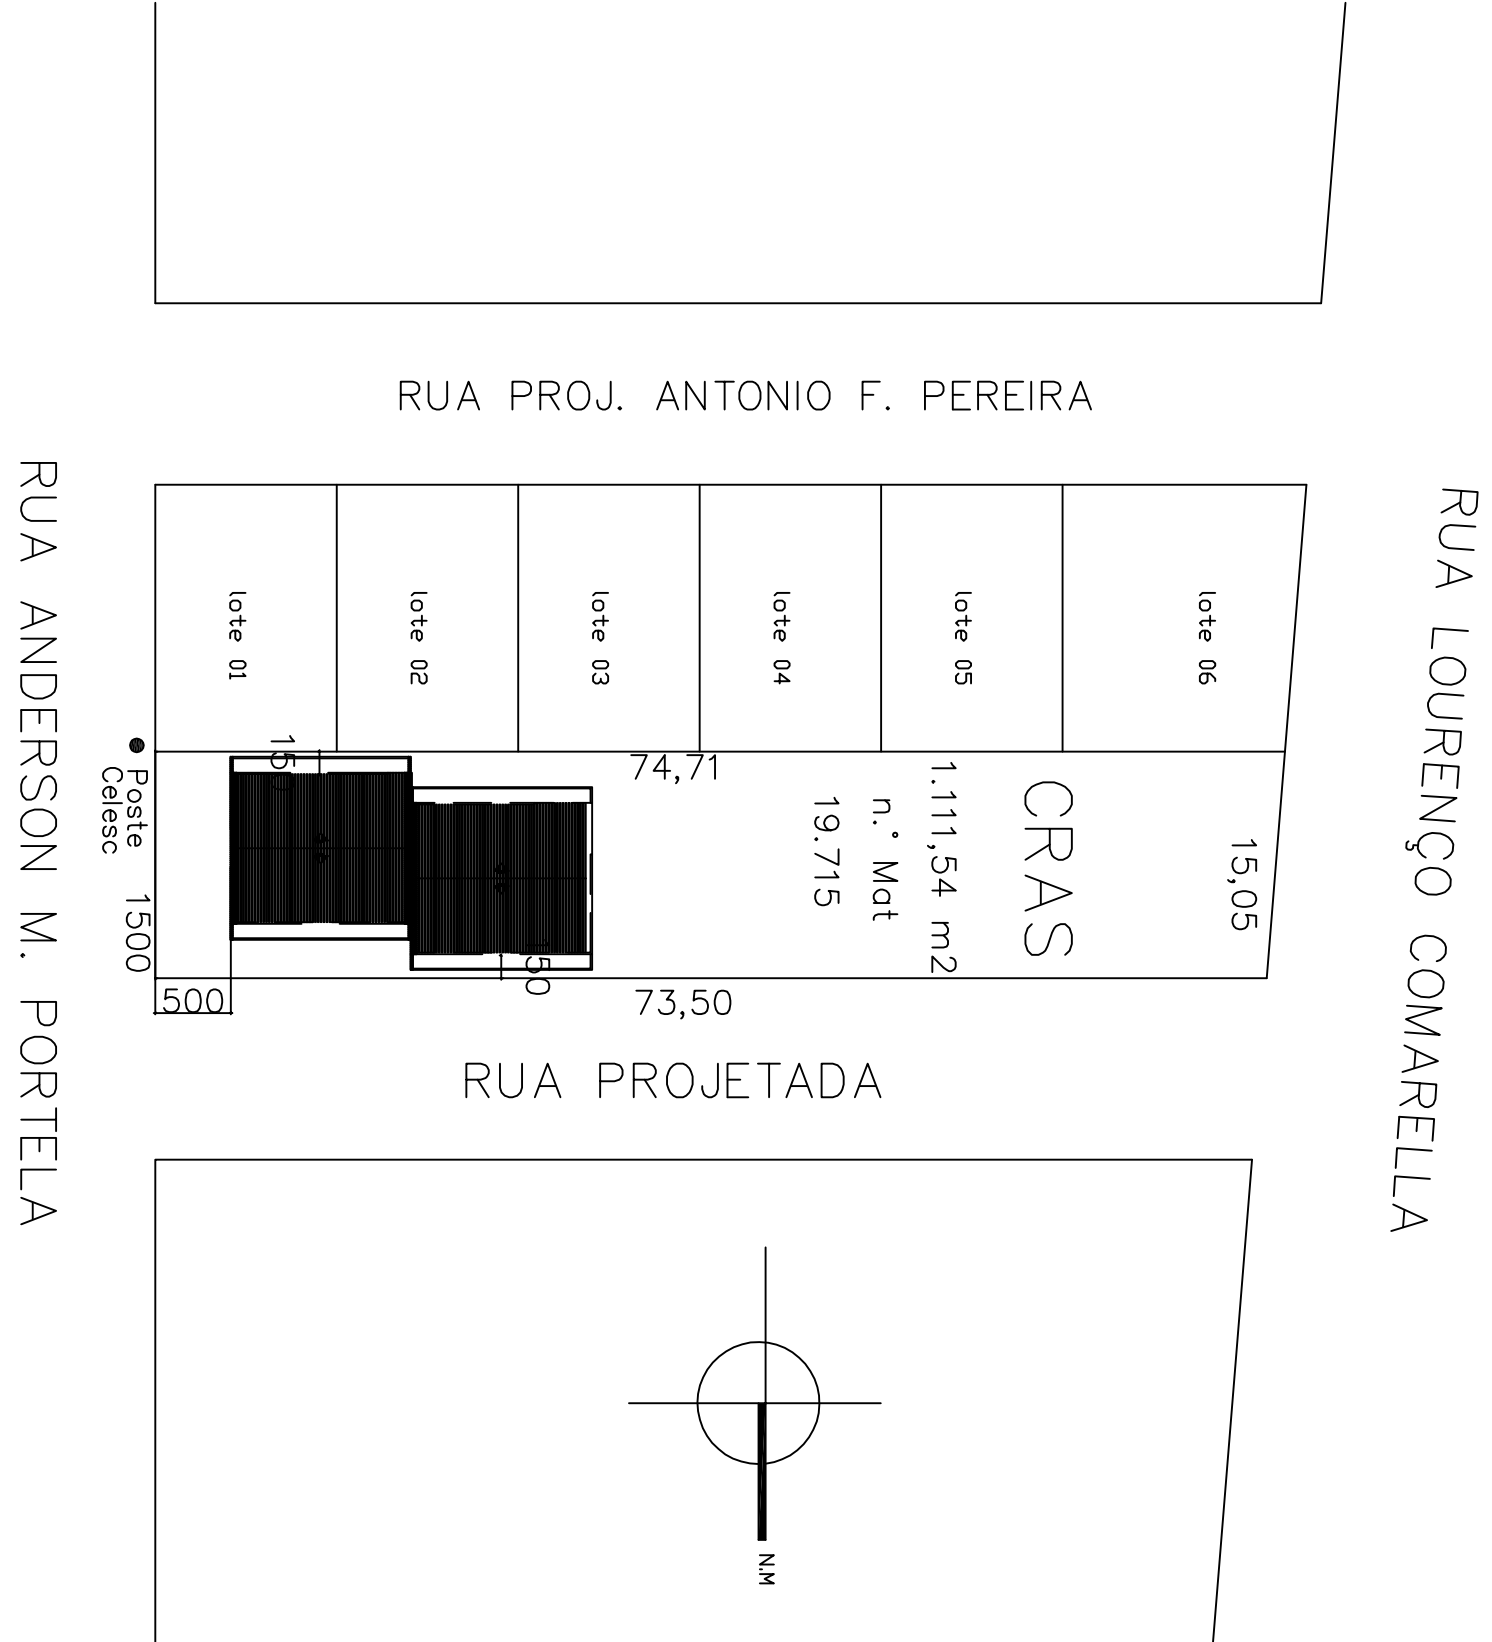 RUA PROJ. ANTONIO F. PEREIRA
RUA ANDERSON M. PORTELA
RUA LOURENÇO COMARELLA
lote 01
lote 02
lote 03
lote 04
lote 05
lote 06
Poste
Celesc
1500
150
74,71
CRAS
1.111,54 m2
n.° Mat
19.715
15,05
150
500
73,50
RUA PROJETADA
N.M